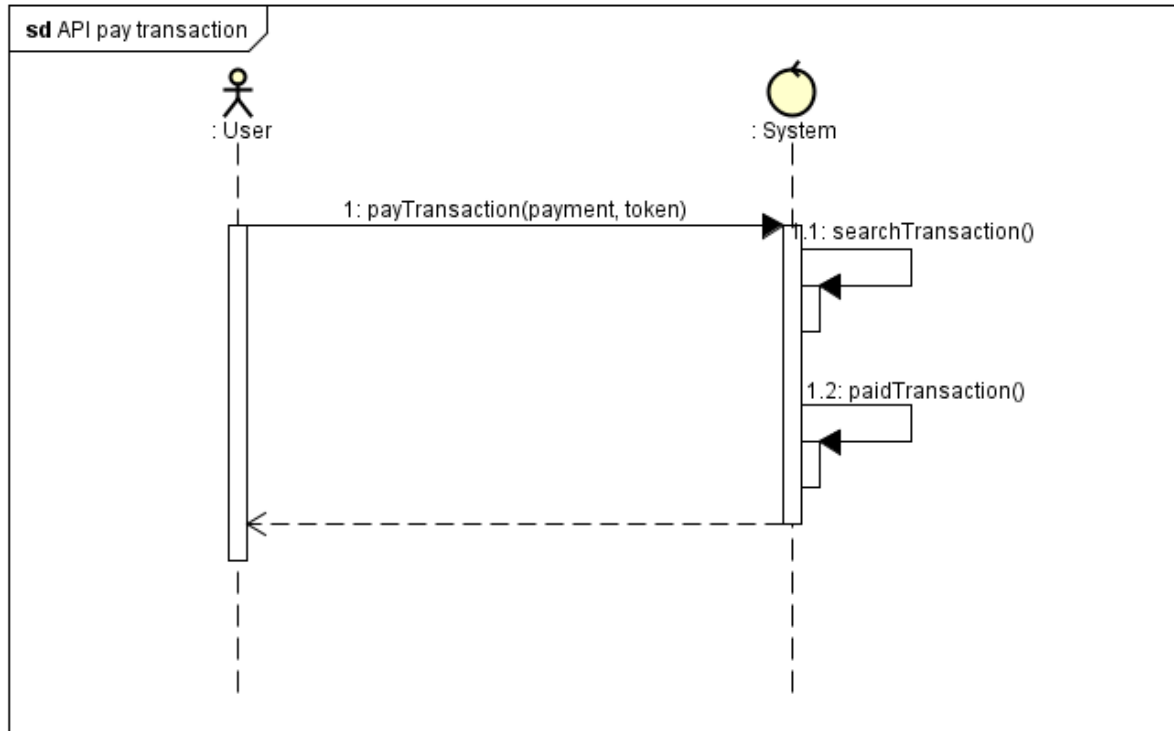 sd API pay transaction
: User
: System
1: payTransaction(payment, token)
1.1: searchTransaction()
1.2: paidTransaction()